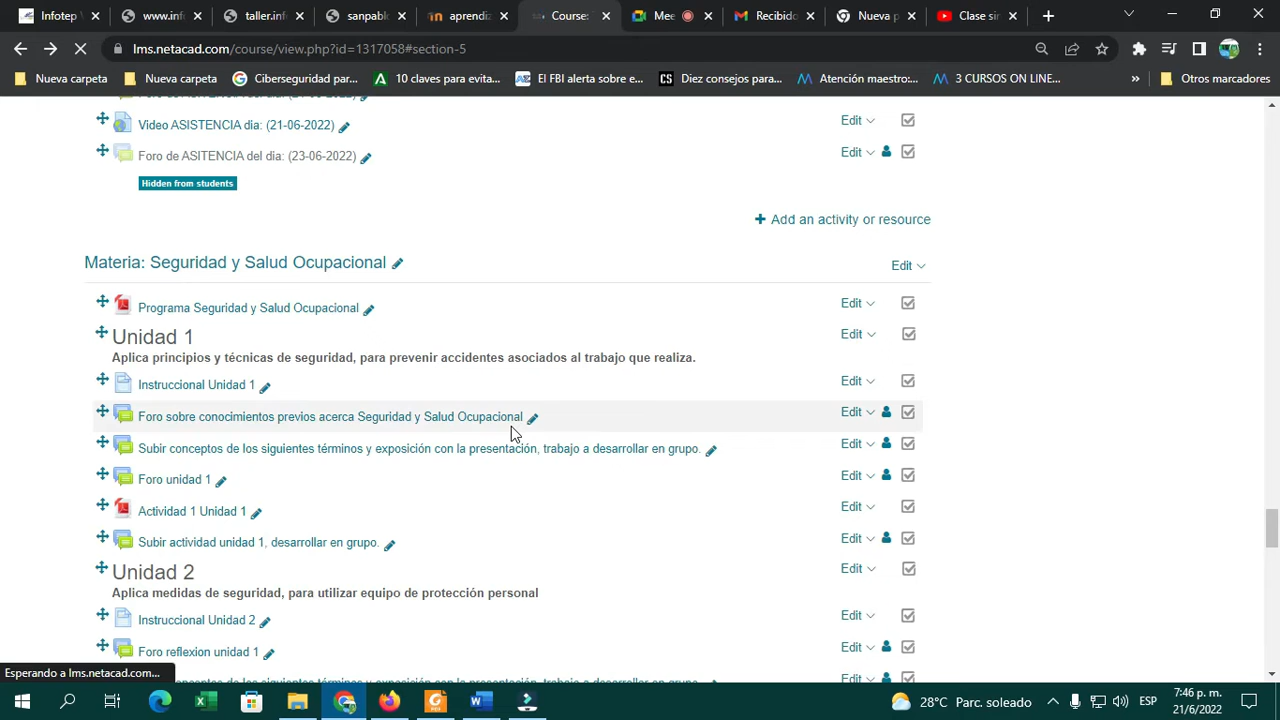 Infotep
www.info
taller.inf
sanpablo
aprendiz
Course:
Mee
Recibido
Nueva p
Clase sin
lms.netacad.com/course/view.php?id=1317058#section-5
Nueva carpeta
Nueva carpeta
Ciberseguridad par...
10 claves para evita...
El FBI alerta sobre e...
Diez consejos para...
Atención maestro:...
3 CURSOS ON LINE...
»
Otros marcadores
Video ASISTENCIA dia: (21-06-2022)
Edit
Foro de ASITENCIA del dia: (23-06-2022)
Edit
Hidden from students
+ Add an activity or resource
Materia: Seguridad y Salud Ocupacional
Edit
Programa Seguridad y Salud Ocupacional
Edit
Unidad 1
Edit
Aplica principios y técnicas de seguridad, para prevenir accidentes asociados al trabajo que realiza.
Instruccional Unidad 1
Edit
Foro sobre conocimientos previos acerca Seguridad y Salud Ocupacional
Edit
Subir conceptos de los siguientes términos y exposición con la presentación, trabajo a desarrollar en grupo.
Edit
Foro unidad 1
Edit
Actividad 1 Unidad 1
Edit
Subir actividad unidad 1, desarrollar en grupo.
Edit
Unidad 2
Edit
Aplica medidas de seguridad, para utilizar equipo de protección personal
Instruccional Unidad 2
Edit
Foro reflexion unidad 1
Edit
Esperando a lms.netacad.com...
Edit
28°C Parc. soleado
ESP
7:46 p. m.
21/6/2022